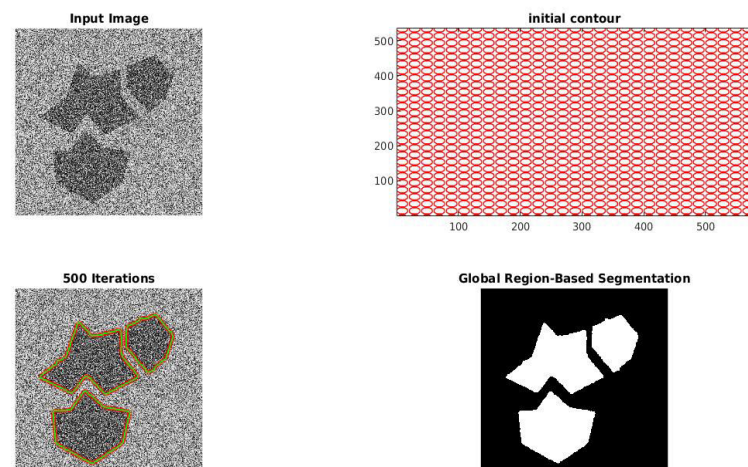 Input Image
initial contour
500
400
300
200
100
100 200 300 400 500
500 Iterations
Global Region-Based Segmentation